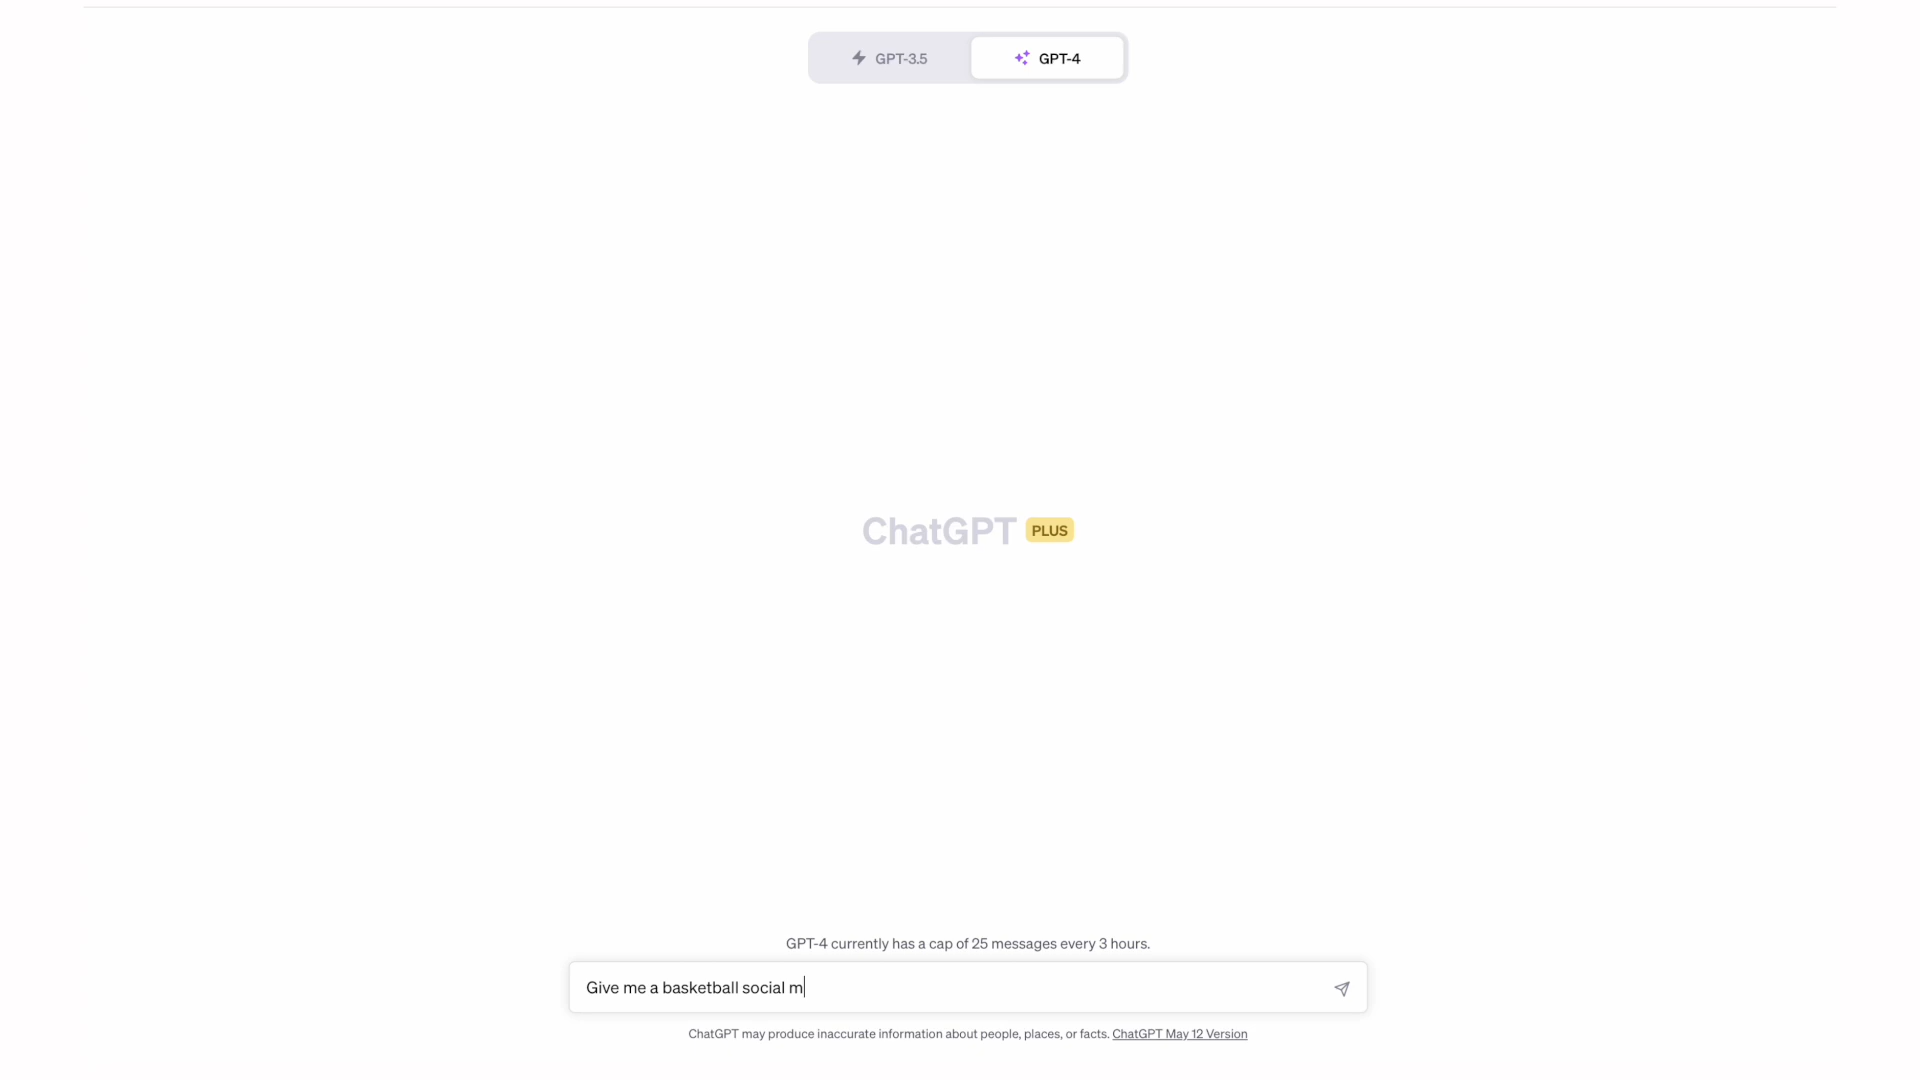 GPT-3.5
GPT-4
ChatGPT PLUS
GPT-4 currently has a cap of 25 messages every 3 hours.
Give me a basketball social m
ChatGPT may produce inaccurate information about people, places, or facts. ChatGPT May 12 Version